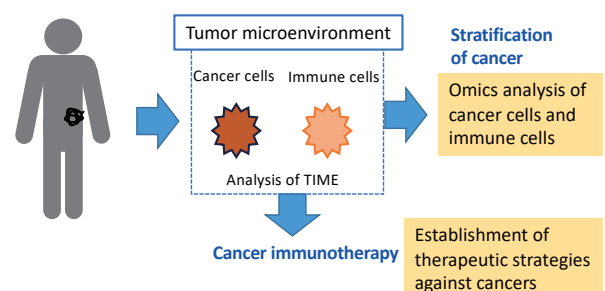 Tumor microenvironment
Cancer cells
Immune cells
Analysis of TIME
Stratification
of cancer
Omics analysis of
cancer cells and
immune cells
Cancer immunotherapy
Establishment of
therapeutic strategies
against cancers